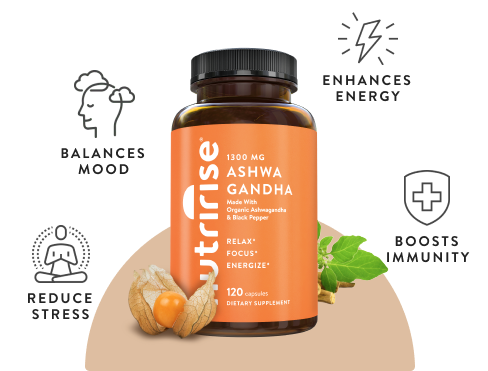 ENHANCES
ENERGY
BALANCES
MOOD
nutririse®
1300 MG
ASHWA
GANDHA
Made With
Organic Ashwagandha
& Black Pepper
RELAX*
FOCUS*
ENERGIZE*
120 capsules
DIETARY SUPPLEMENT
BOOSTS
IMMUNITY
REDUCE
STRESS